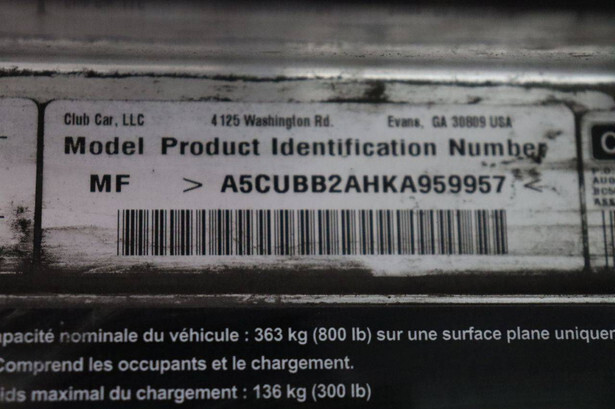 Club Car, LLC 4125 Washington Rd. Evans, GA 30809 USA
Model Product Identification Number
MF > A5CUBB2AHKA959957 <
apacité nominale du véhicule : 363 kg (800 lb) sur une surface plane unique
Comprend les occupants et le chargement.
ids maximal du chargement : 136 kg (300 lb)